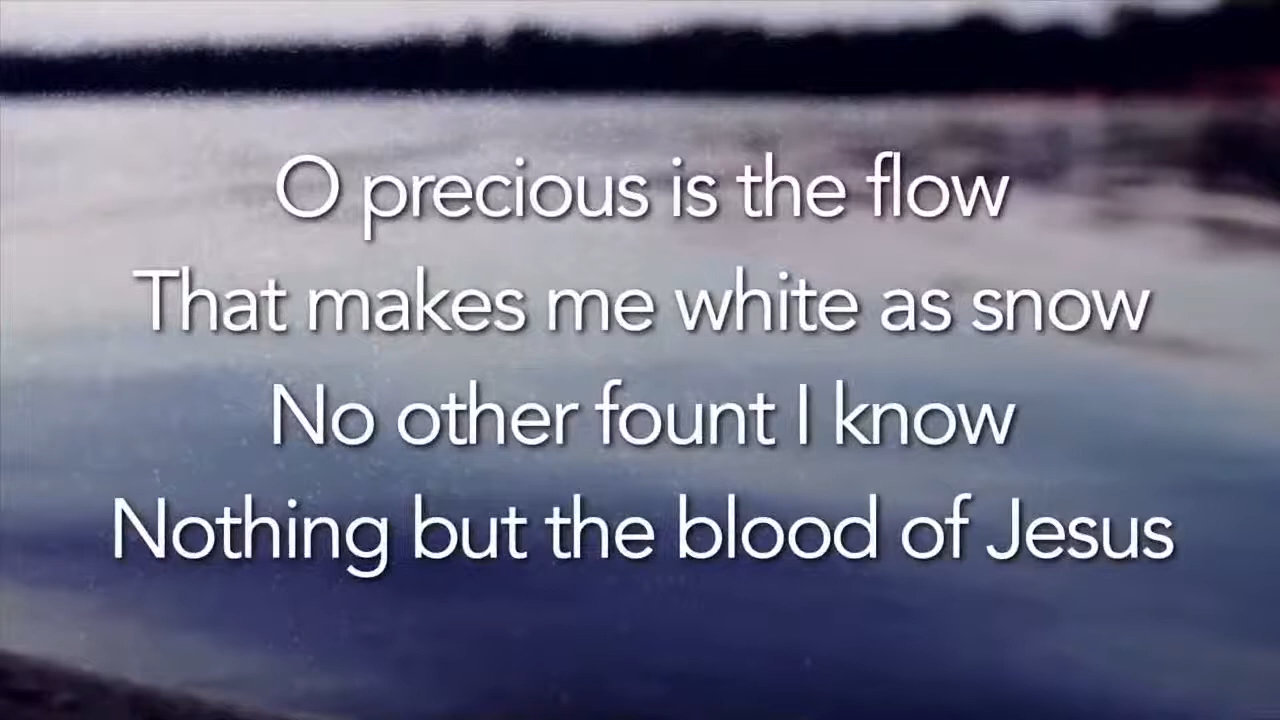 O precious is the flow
That makes me white as snow
No other fount I know
Nothing but the blood of Jesus